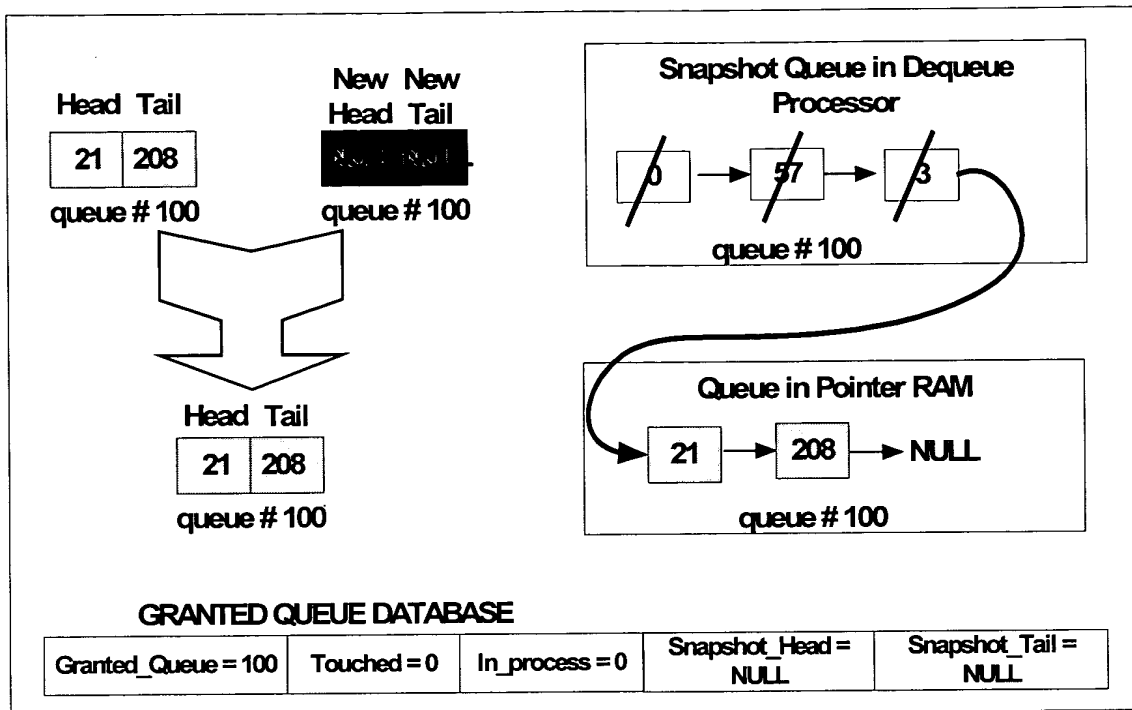 Head Tail
21 208
queue # 100
New New
Head Tail
queue # 100
Head Tail
21 208
queue # 100
Snapshot Queue in Dequeue
Processor
0 57 3
queue # 100
Queue in Pointer RAM
21 208 NULL
queue # 100
GRANTED QUEUE DATABASE
Granted_Queue = 100
Touched = 0
In_process = 0
Snapshot_Head =
NULL
Snapshot_Tail =
NULL